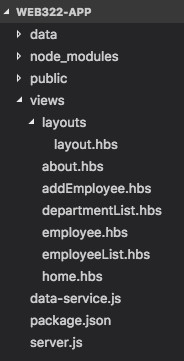 WEB322-APP
data
node_modules
public
views
layouts
layout.hbs
about.hbs
addEmployee.hbs
departmentList.hbs
employee.hbs
employeeList.hbs
home.hbs
data-service.js
package.json
server.js